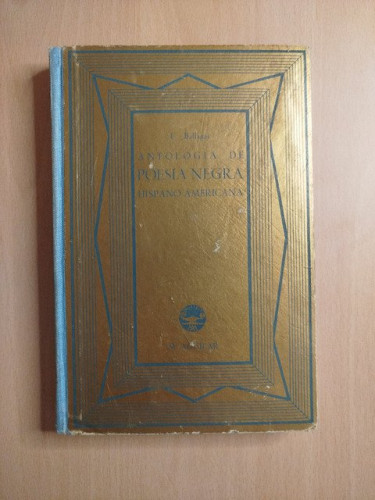 E. Ballagas
ANTOLOGIA DE
POESIA NEGRA
HISPANO AMERICANA
M. AGUILAR